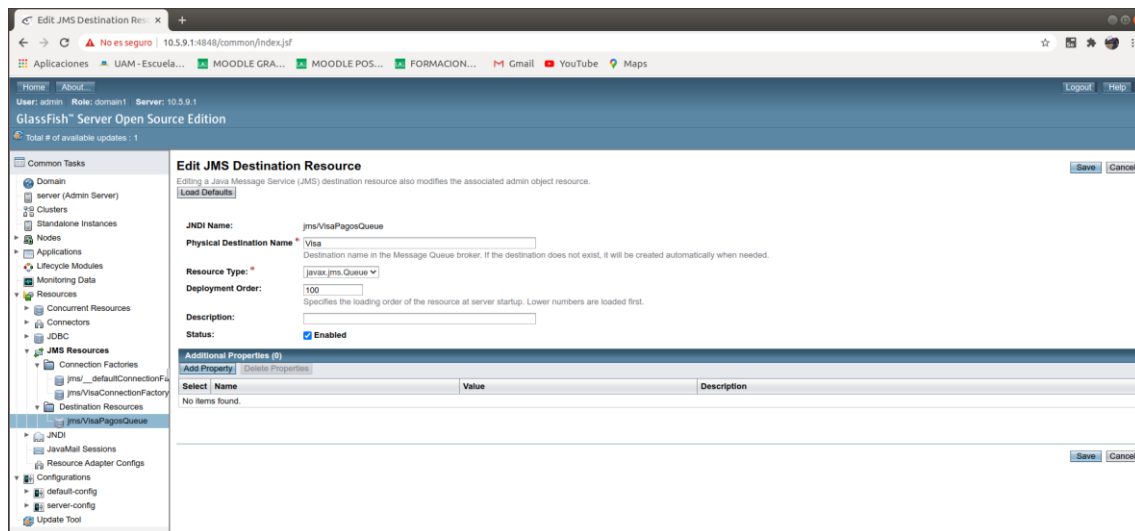 Edit JMS Destination Res
No es seguro | 10.5.9.1:4848/common/index.jsf
Aplicaciones UAM-Escuela... MOODLE GRA... MOODLE POS... FORMACION... Gmail YouTube Maps
Home About... Logout Help
User: admin Role: domain1 Server: 10.5.9.1
GlassFish™ Server Open Source Edition
Total # of available updates : 1
Common Tasks
Domain
server (Admin Server)
Clusters
Standalone Instances
Nodes
Applications
Lifecycle Modules
Monitoring Data
Resources
Concurrent Resources
Connectors
JDBC
JMS Resources
Connection Factories
jms/__defaultConnectionFa
jms/VisaConnectionFactory
Destination Resources
jms/VisaPagosQueue
JNDI
JavaMail Sessions
Resource Adapter Configs
Configurations
default-config
server-config
Update Tool
Edit JMS Destination Resource
Save Cancel
Editing a Java Message Service (JMS) destination resource also modifies the associated admin object resource.
Load Defaults
JNDI Name: jms/VisaPagosQueue
Physical Destination Name * Visa
Destination name in the Message Queue broker. If the destination does not exist, it will be created automatically when needed.
Resource Type: * javax.jms.Queue
Deployment Order: 100
Specifies the loading order of the resource at server startup. Lower numbers are loaded first.
Description:
Status: Enabled
Additional Properties (0)
Add Property Delete Properties
Select Name Value Description
No items found.
Save Cancel